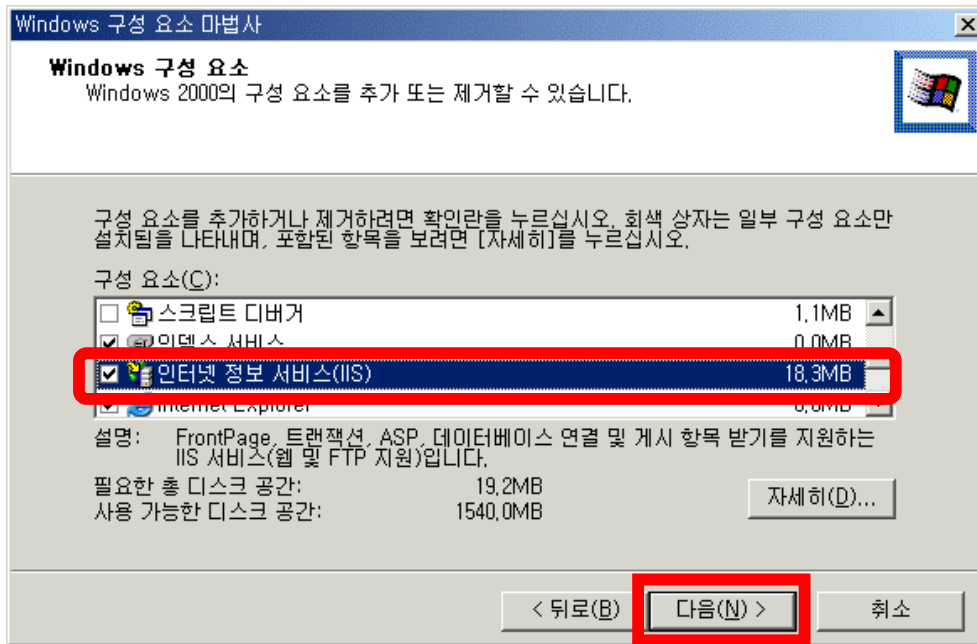 Windows 구성 요소 마법사
Windows 구성 요소
Windows 2000의 구성 요소를 추가 또는 제거할 수 있습니다.
구성 요소를 추가하거나 제거하려면 확인란을 누르십시오. 회색 상자는 일부 구성 요소만
설치됨을 나타내며, 포함된 항목을 보려면 [자세히]를 누르십시오.
구성 요소(C):
스크립트 디버거 1.1MB
인덱스 서비스 0.0MB
인터넷 정보 서비스(IIS) 18.3MB
Internet Explorer 0.0MB
설명: FrontPage, 트랜잭션, ASP, 데이터베이스 연결 및 게시 항목 받기를 지원하는
IIS 서비스(웹 및 FTP 지원)입니다.
필요한 총 디스크 공간: 19.2MB
사용 가능한 디스크 공간: 1540.0MB
자세히(D)...
< 뒤로(B) 다음(N) > 취소